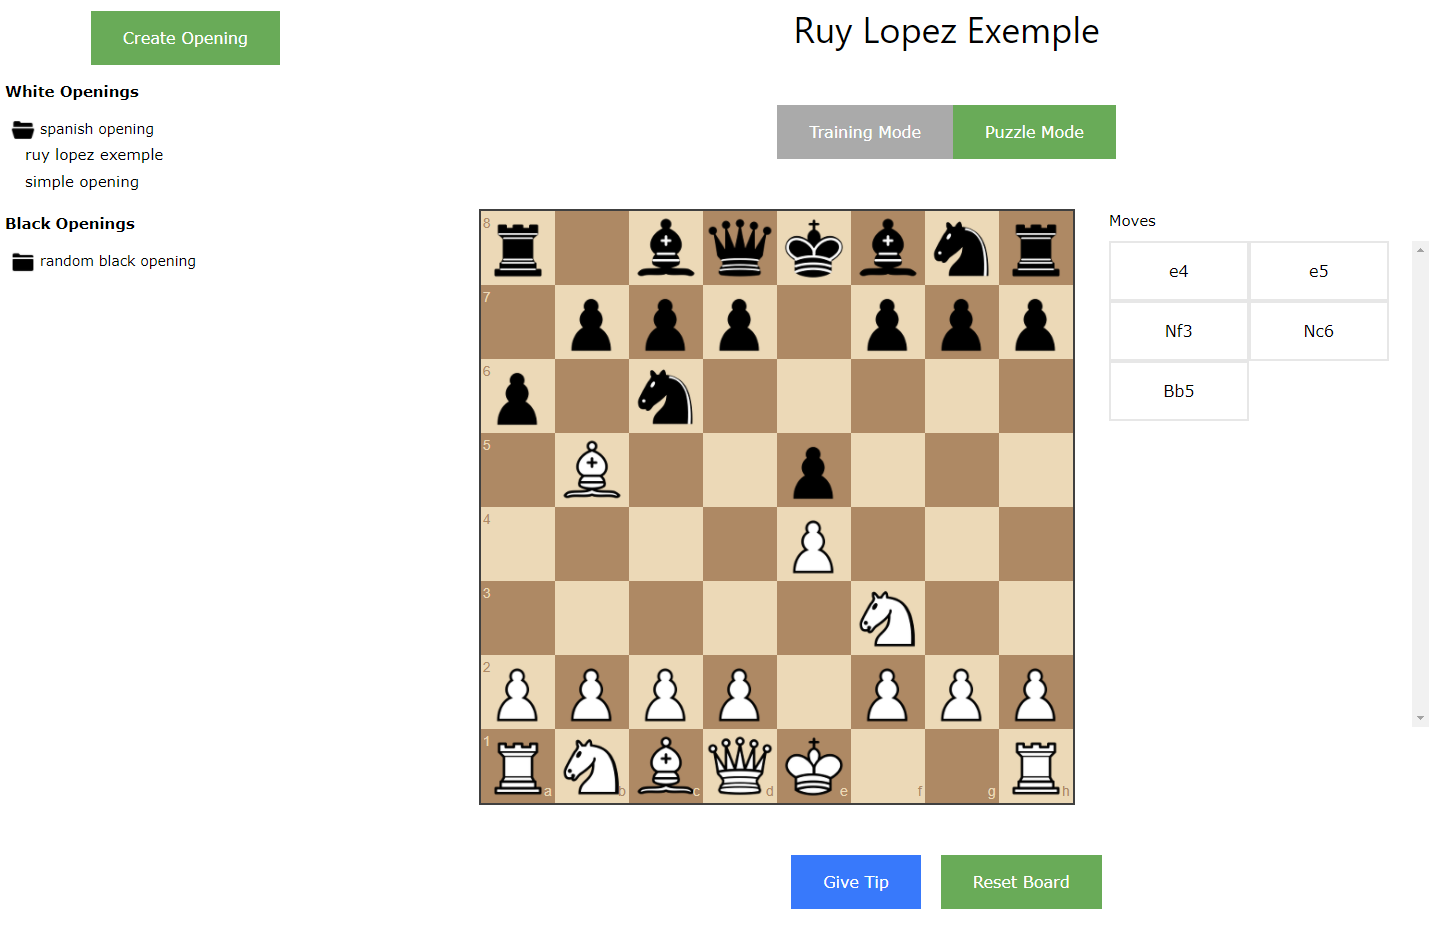 Create Opening
Ruy Lopez Exemple
White Openings
spanish opening
ruy lopez exemple
simple opening
Black Openings
random black opening
Training Mode Puzzle Mode
8
7
6
5
4
3
2
1
a b c d e f g h
Moves
e4 e5
Nf3 Nc6
Bb5
Give Tip Reset Board